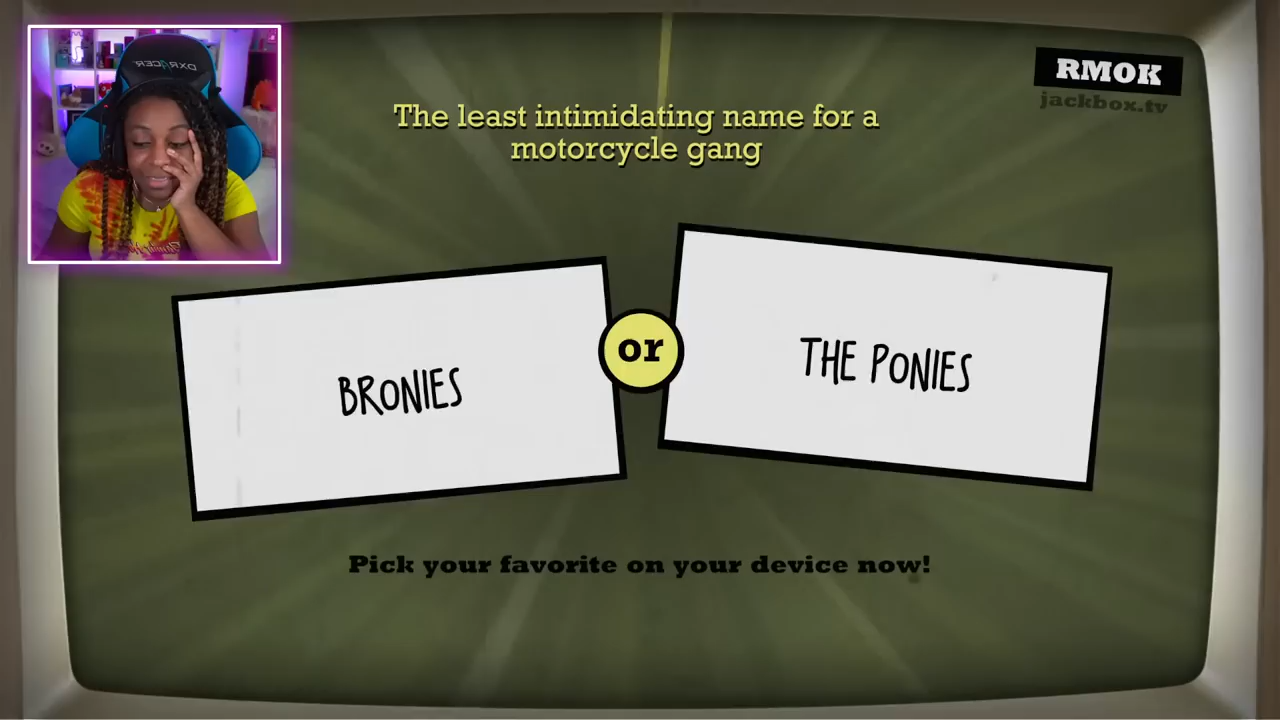 DXRACER
RMOK
jackbox.tv
The least intimidating name for a
motorcycle gang
BRONIES
or
THE PONIES
Pick your favorite on your device now!